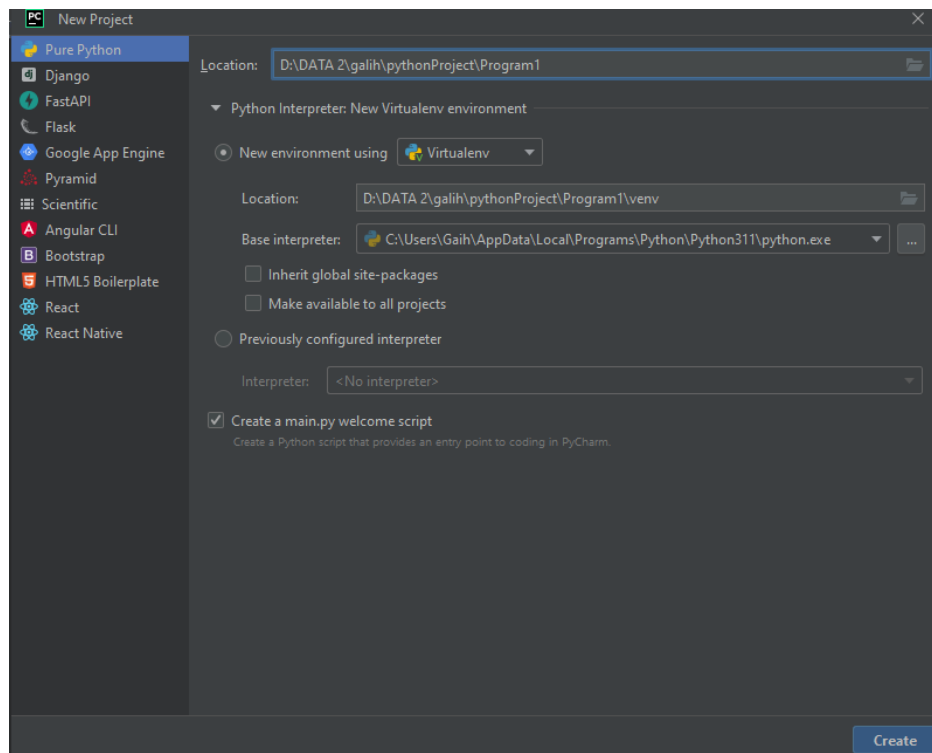 PC New Project
Pure Python
dj Django
FastAPI
Flask
Google App Engine
Pyramid
Scientific
A Angular CLI
B Bootstrap
5 HTML5 Boilerplate
React
React Native
Location: D:\DATA 2\galih\pythonProject\Program1
Python Interpreter: New Virtualenv environment
New environment using Virtualenv
Location: D:\DATA 2\galih\pythonProject\Program1\venv
Base interpreter: C:\Users\Gaih\AppData\Local\Programs\Python\Python311\python.exe ...
Inherit global site-packages
Make available to all projects
Previously configured interpreter
Interpreter: <No interpreter>
Create a main.py welcome script
Create a Python script that provides an entry point to coding in PyCharm.
Create